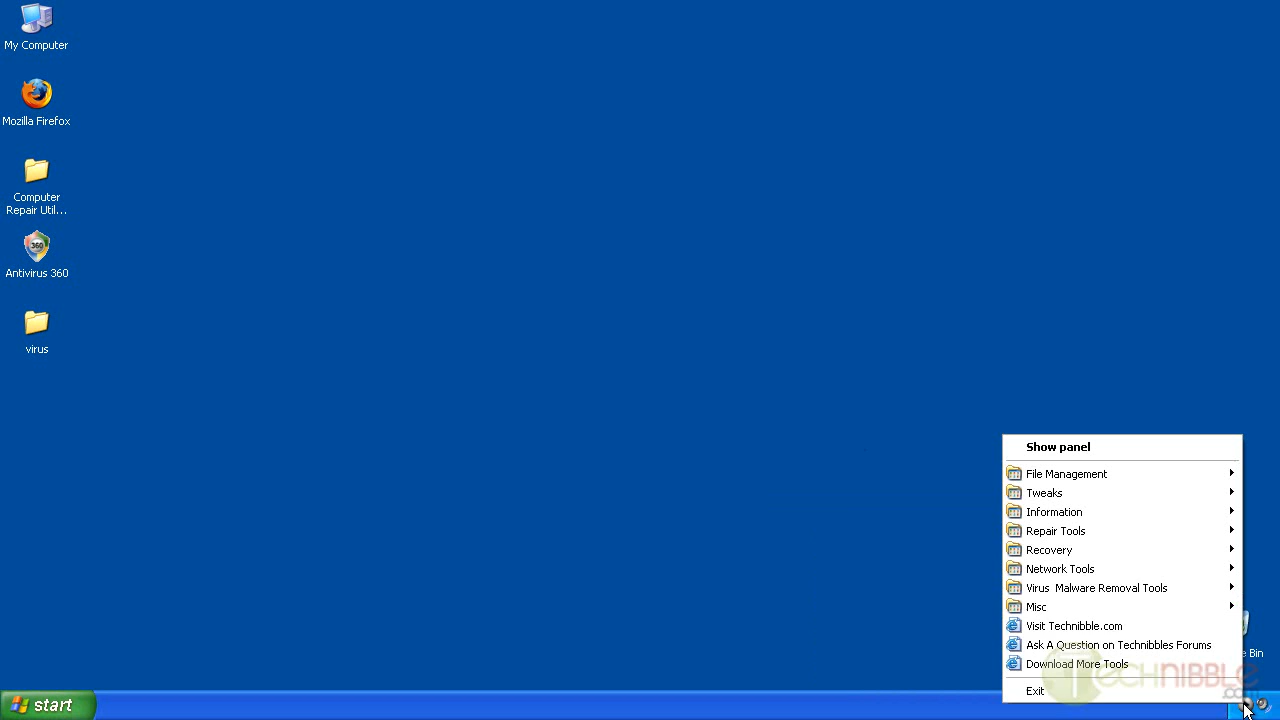 My Computer
Mozilla Firefox
Computer
Repair Util...
360
Antivirus 360
virus
Show panel
File Management
Tweaks
Information
Repair Tools
Recovery
Network Tools
Virus Malware Removal Tools
Misc
Visit Technibble.com
Ask A Question on Technibbles Forums
Download More Tools
Exit
e Bin
TECHNIBBLE
.com
start